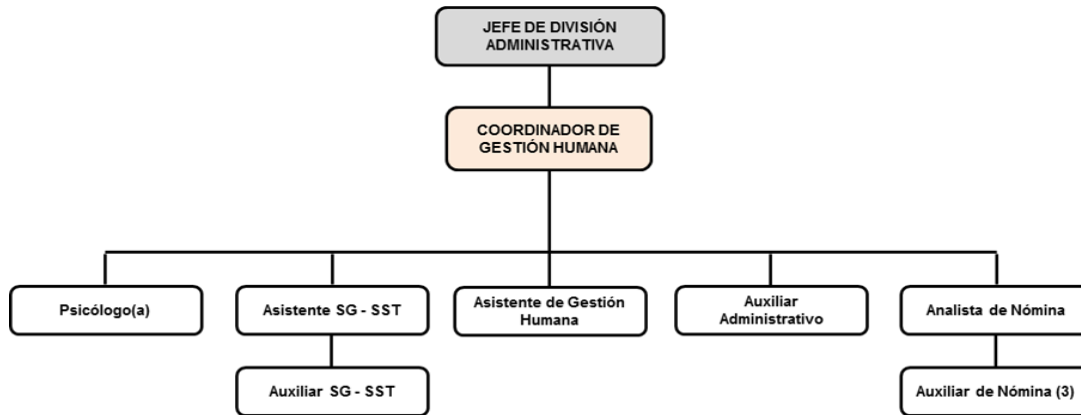 JEFE DE DIVISIÓN
ADMINISTRATIVA
COORDINADOR DE
GESTIÓN HUMANA
Psicólogo(a)
Asistente SG - SST
Asistente de Gestión
Humana
Auxiliar
Administrativo
Analista de Nómina
Auxiliar SG - SST
Auxiliar de Nómina (3)